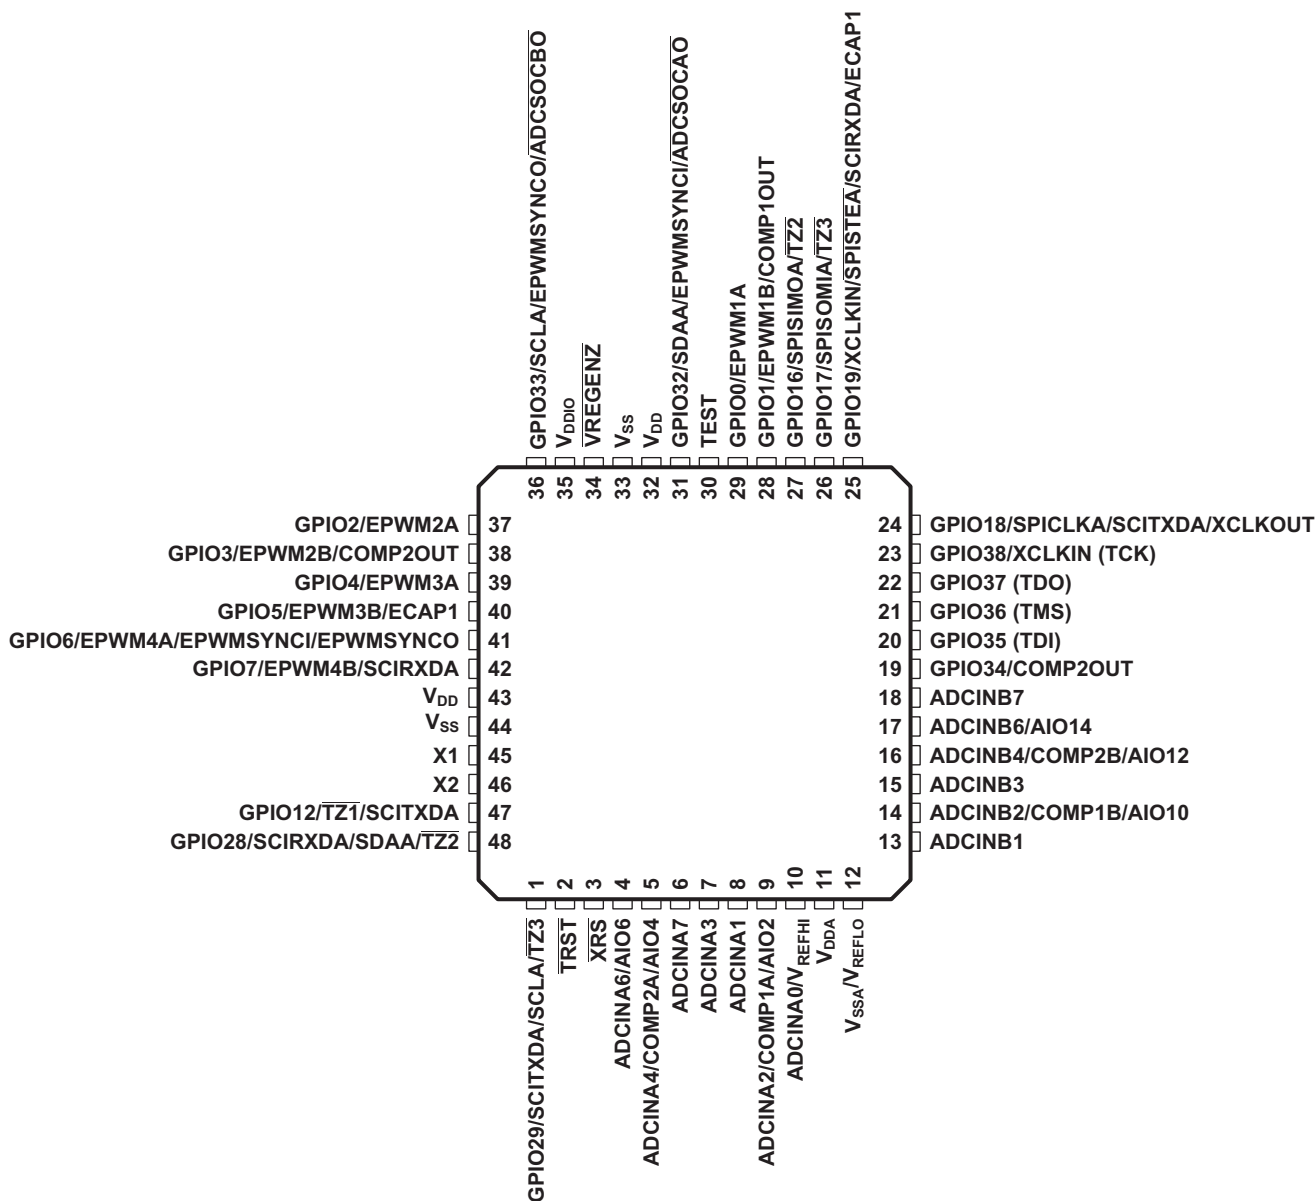 GPIO33/SCLA/EPWMSYNCO/ADCSOCBO
VDDIO
VREGENZ
VSS
VDD
GPIO32/SDAA/EPWMSYNCI/ADCSOCAO
TEST
GPIO0/EPWM1A
GPIO1/EPWM1B/COMP1OUT
GPIO16/SPISIMOA/TZ2
GPIO17/SPISOMIA/TZ3
GPIO19/XCLKIN/SPISTEA/SCIRXDA/ECAP1
36
35
34
33
32
31
30
29
28
27
26
25
GPIO2/EPWM2A 37
GPIO3/EPWM2B/COMP2OUT 38
GPIO4/EPWM3A 39
GPIO5/EPWM3B/ECAP1 40
GPIO6/EPWM4A/EPWMSYNCI/EPWMSYNCO 41
GPIO7/EPWM4B/SCIRXDA 42
VDD 43
VSS 44
X1 45
X2 46
GPIO12/TZ1/SCITXDA 47
GPIO28/SCIRXDA/SDAA/TZ2 48
24 GPIO18/SPICLKA/SCITXDA/XCLKOUT
23 GPIO38/XCLKIN (TCK)
22 GPIO37 (TDO)
21 GPIO36 (TMS)
20 GPIO35 (TDI)
19 GPIO34/COMP2OUT
18 ADCINB7
17 ADCINB6/AIO14
16 ADCINB4/COMP2B/AIO12
15 ADCINB3
14 ADCINB2/COMP1B/AIO10
13 ADCINB1
1
2
3
4
5
6
7
8
9
10
11
12
GPIO29/SCITXDA/SCLA/TZ3
TRST
XRS
ADCINA6/AIO6
ADCINA4/COMP2A/AIO4
ADCINA7
ADCINA3
ADCINA1
ADCINA2/COMP1A/AIO2
ADCINA0/VREFHI
VDDA
VSSA/VREFLO